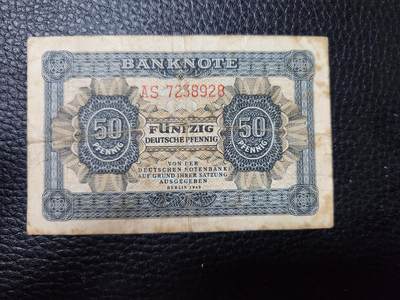 BANKNOTE
AS 7238928
50 PFENNIG
FÜNFZIG
DEUTSCHE PFENNIG
50 PFENNIG
VON DER
DEUTSCHEN NOTENBANK
AUF GRUND IHRER SATZUNG
AUSGEGEBEN
BERLIN 1948